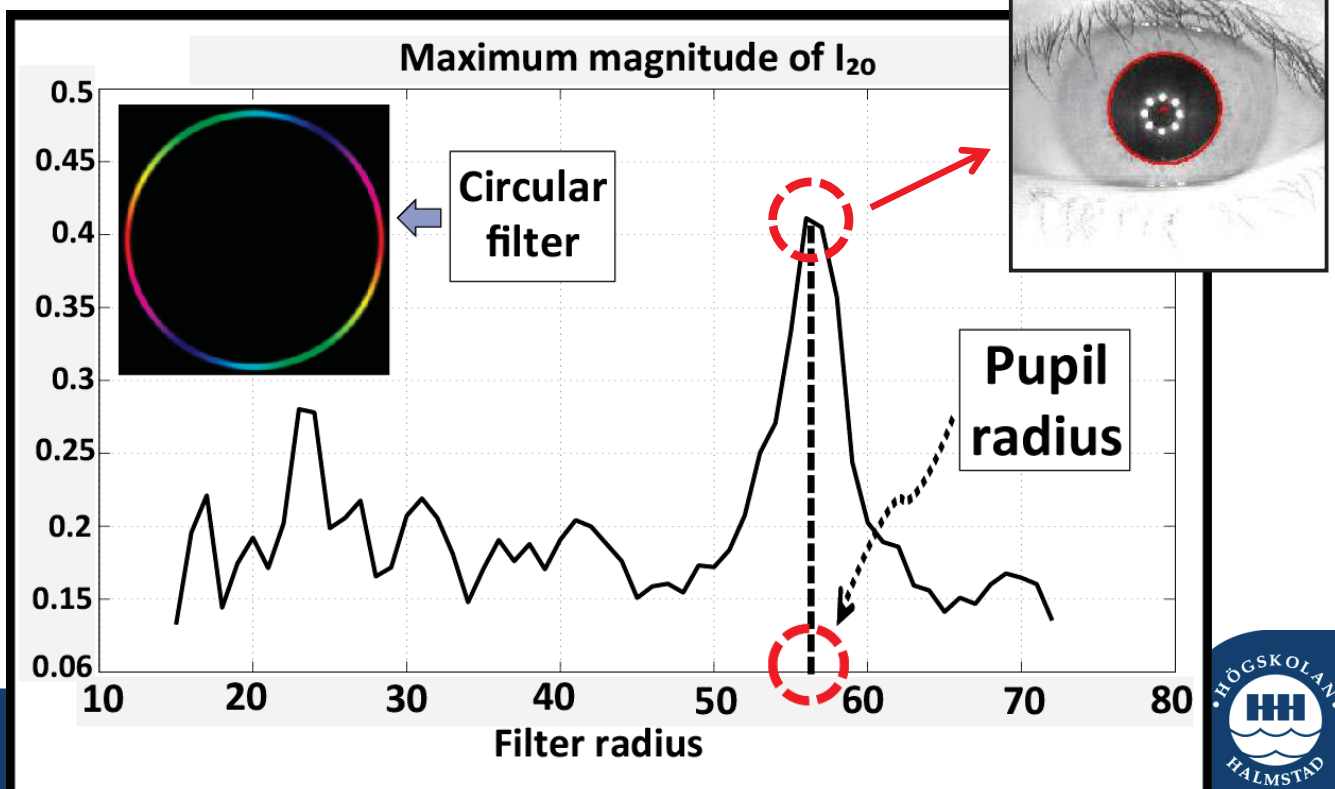 Maximum magnitude of I₂₀
0.5
0.45
0.4
0.35
0.3
0.25
0.2
0.15
0.06
Circular
filter
Pupil
radius
10 20 30 40 50 60 70 80
Filter radius
HÖGSKOLAN
HH
HALMSTAD